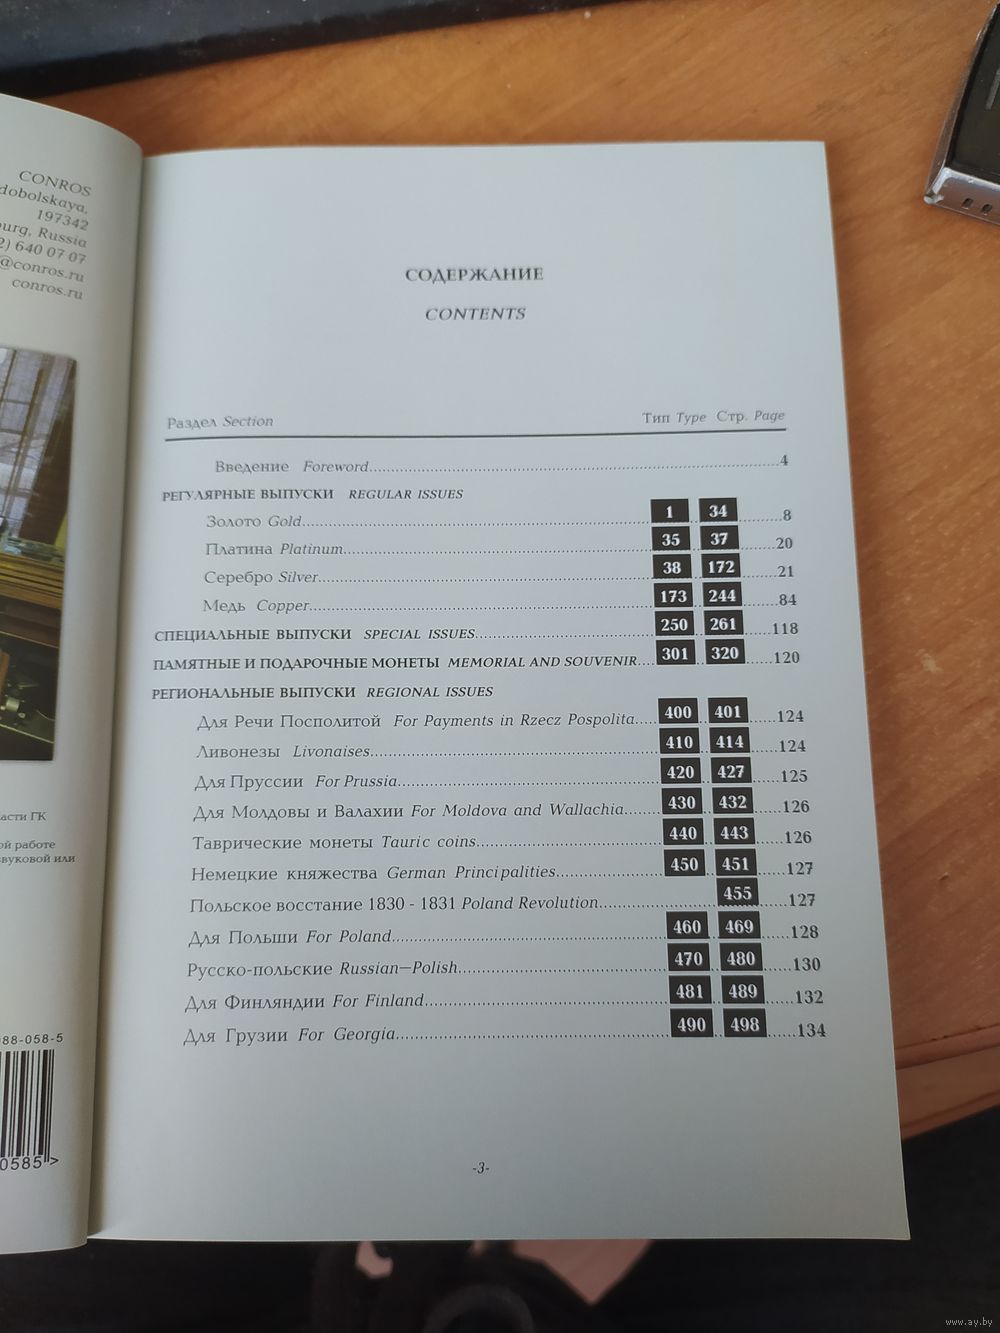 CONROS
dobolskaya,
197342
burg, Russia
2) 640 07 07
@conros.ru
conros.ru
ой работе
088-058-5
0585 >
СОДЕРЖАНИЕ
CONTENTS
Раздел Section Тип Type Стр. Page
Введение Foreword 4
РЕГУЛЯРНЫЕ ВЫПУСКИ REGULAR ISSUES
Золото Gold 1 34 8
Платина Platinum 35 37 20
Серебро Silver 38 172 21
Медь Copper 173 244 84
СПЕЦИАЛЬНЫЕ ВЫПУСКИ SPECIAL ISSUES 250 261 118
ПАМЯТНЫЕ И ПОДАРОЧНЫЕ МОНЕТЫ MEMORIAL AND SOUVENIR 301 320 120
РЕГИОНАЛЬНЫЕ ВЫПУСКИ REGIONAL ISSUES
Для Речи Посполитой For Payments in Rzecz Pospolita 400 401 124
Ливонезы Livonaises 410 414 124
Для Пруссии For Prussia 420 427 125
Для Молдовы и Валахии For Moldova and Wallachia 430 432 126
Таврические монеты Tauric coins 440 443 126
Немецкие княжества German Principalities 450 451 127
Польское восстание 1830 - 1831 Poland Revolution 455 127
Для Польши For Poland 460 469 128
Русско-польские Russian—Polish 470 480 130
Для Финляндии For Finland 481 489 132
Для Грузии For Georgia 490 498 134
-3-
www.ay.by